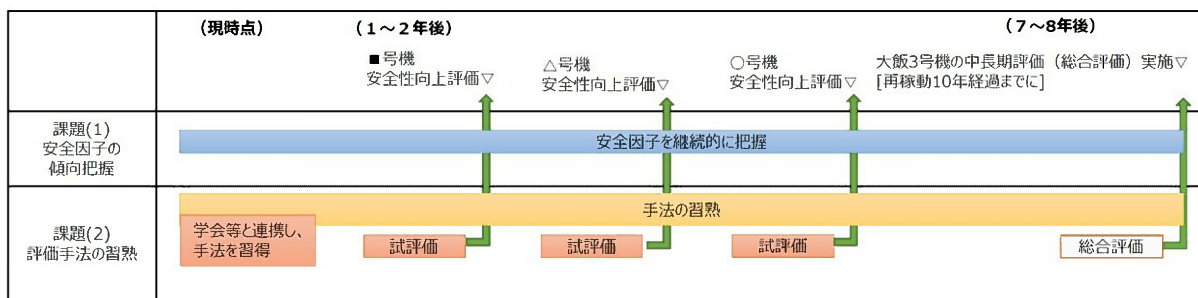 (現時点)
(1~2年後)
(7~8年後)
■号機
安全性向上評価▽
△号機
安全性向上評価▽
○号機
安全性向上評価▽
大飯3号機の中長期評価(総合評価)実施▽
[再稼動10年経過までに]
課題(1)
安全因子の
傾向把握
安全因子を継続的に把握
課題(2)
評価手法の習熟
手法の習熟
学会等と連携し、
手法を習得
試評価
試評価
試評価
総合評価